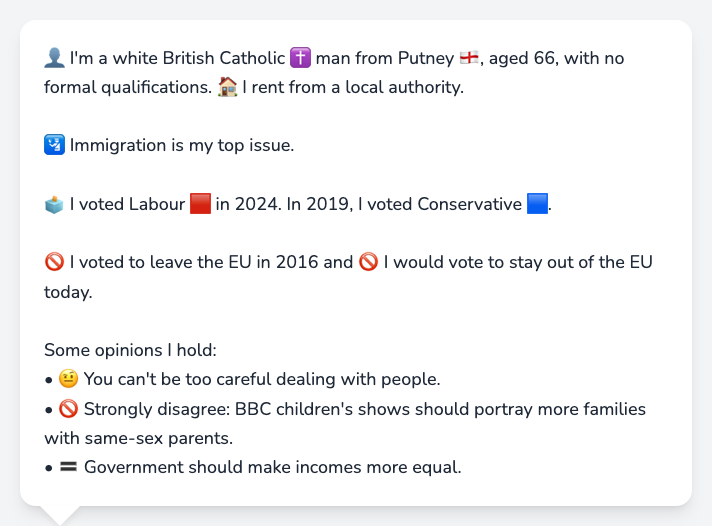 👤 I'm a white British Catholic ✝️ man from Putney 🏴󠁧󠁢󠁥󠁮󠁧󠁿, aged 66, with no
formal qualifications. 🏠 I rent from a local authority.
🛂 Immigration is my top issue.
🗳️ I voted Labour 🟥 in 2024. In 2019, I voted Conservative 🟦.
🚫 I voted to leave the EU in 2016 and 🚫 I would vote to stay out of the EU
today.
Some opinions I hold:
• 🤨 You can't be too careful dealing with people.
• 🚫 Strongly disagree: BBC children's shows should portray more families
with same-sex parents.
• 🟰 Government should make incomes more equal.